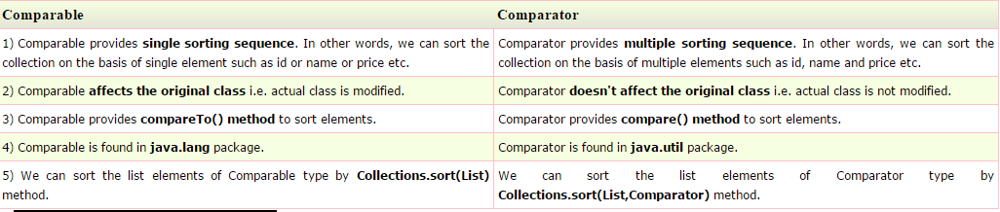 Comparable
Comparator
1) Comparable provides single sorting sequence. In other words, we can sort the
collection on the basis of single element such as id or name or price etc.
Comparator provides multiple sorting sequence. In other words, we can sort the
collection on the basis of multiple elements such as id, name and price etc.
2) Comparable affects the original class i.e. actual class is modified.
Comparator doesn't affect the original class i.e. actual class is not modified.
3) Comparable provides compareTo() method to sort elements.
Comparator provides compare() method to sort elements.
4) Comparable is found in java.lang package.
Comparator is found in java.util package.
5) We can sort the list elements of Comparable type by Collections.sort(List)
method.
We can sort the list elements of Comparator type by
Collections.sort(List,Comparator) method.